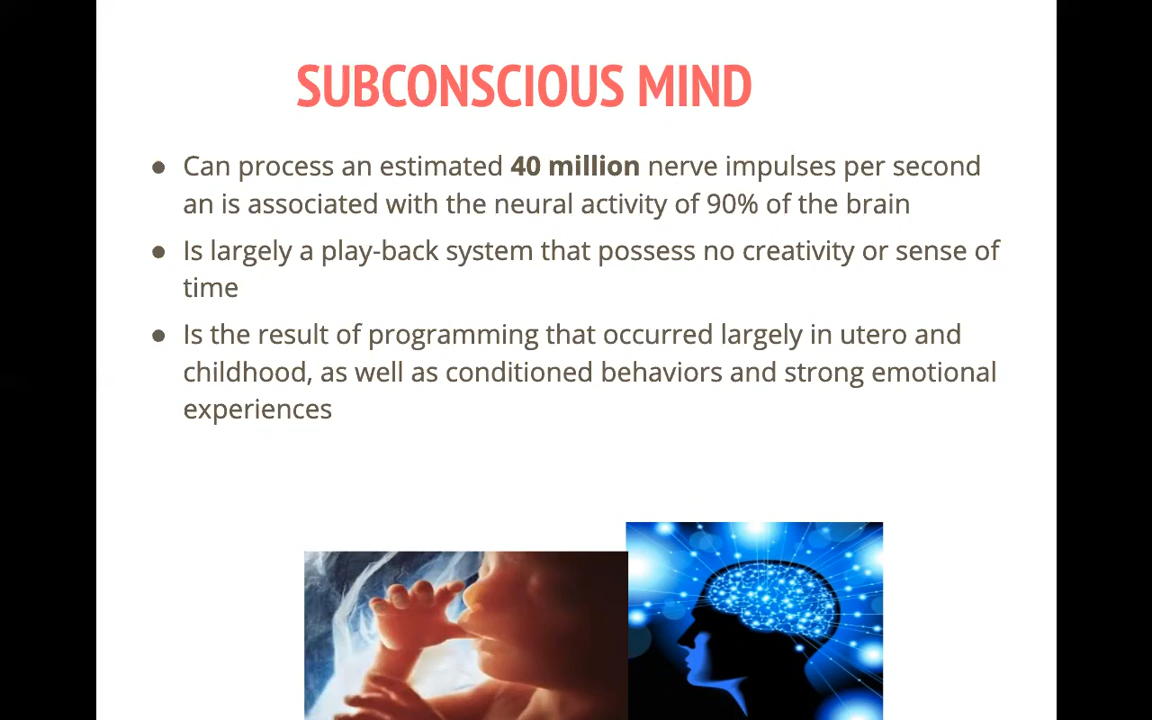 SUBCONSCIOUS MIND
● Can process an estimated 40 million nerve impulses per second
an is associated with the neural activity of 90% of the brain
● Is largely a play-back system that possess no creativity or sense of
time
● Is the result of programming that occurred largely in utero and
childhood, as well as conditioned behaviors and strong emotional
experiences